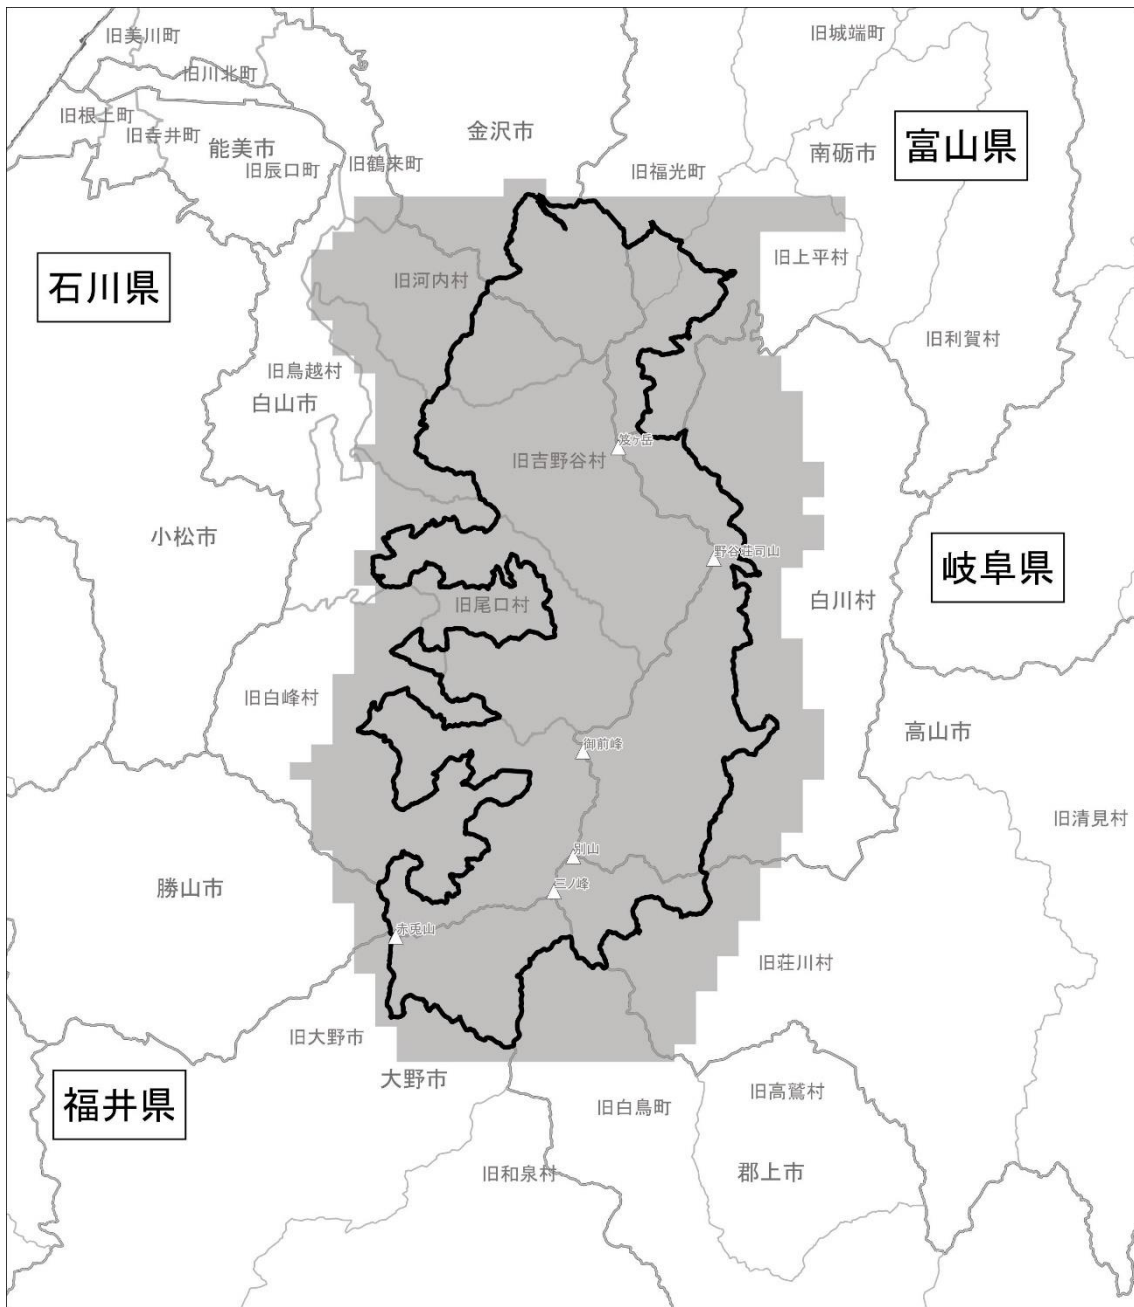 旧美川町
旧城端町
旧川北町
旧根上町
旧寺井町
能美市
旧辰口町
旧鶴来町
金沢市
旧福光町
南砺市
富山県
石川県
旧河内村
旧上平村
旧利賀村
旧鳥越村
白山市
笈ヶ岳
旧吉野谷村
小松市
野谷荘司山
岐阜県
旧尾口村
白川村
旧白峰村
御前峰
高山市
旧清見村
別山
勝山市
三ノ峰
赤兎山
旧荘川村
旧大野市
大野市
福井県
旧高鷲村
旧白鳥町
旧和泉村
郡上市